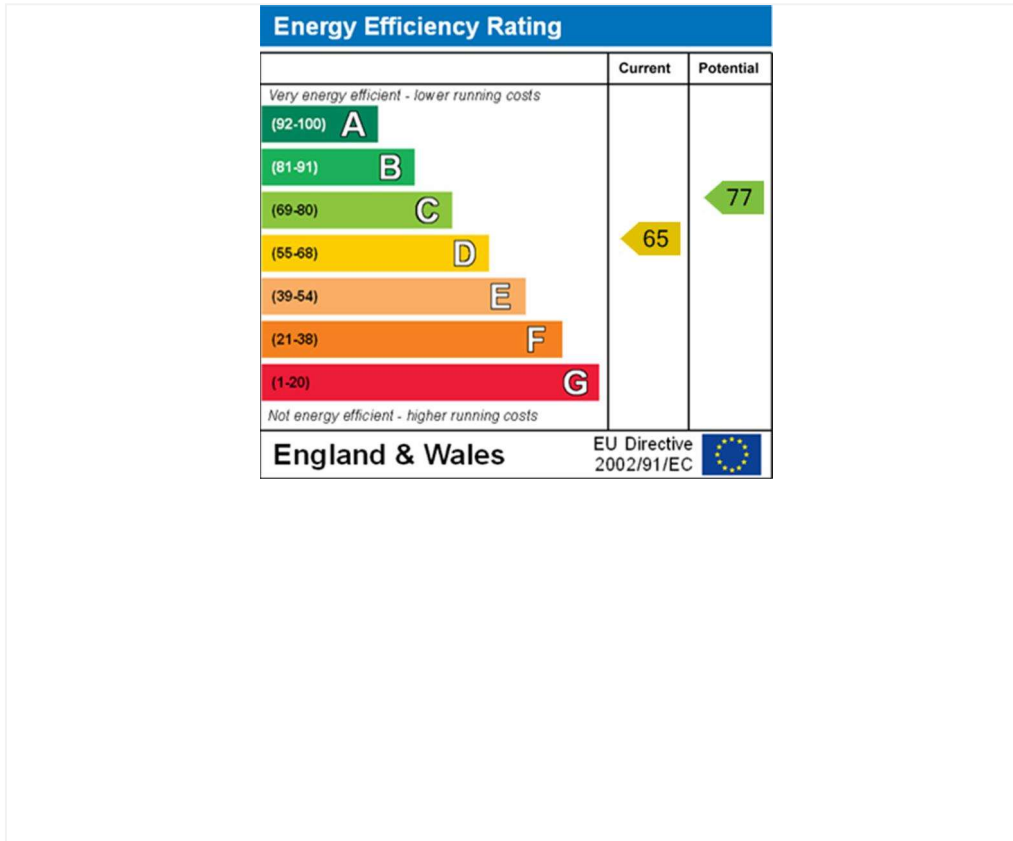 Energy Efficiency Rating
Current Potential
Very energy efficient - lower running costs
(92-100) A
(81-91) B
77
(69-80) C
65
(55-68) D
(39-54) E
(21-38) F
(1-20) G
Not energy efficient - higher running costs
England & Wales
EU Directive
2002/91/EC